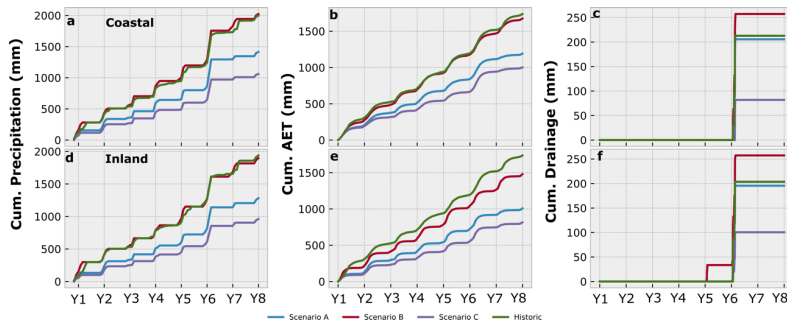 a Coastal
b
c
Cum. Precipitation (mm)
Cum. AET (mm)
Cum. Drainage (mm)
2000
1500
1000
500
0
2000
1500
1000
500
250
200
150
100
50
0
d Inland
e
f
2000
1500
1000
500
0
1500
1000
500
0
250
200
150
100
50
0
Y1 Y2 Y3 Y4 Y5 Y6 Y7 Y8
Y1 Y2 Y3 Y4 Y5 Y6 Y7 Y8
Y1 Y2 Y3 Y4 Y5 Y6 Y7 Y8
Scenario A Scenario B Scenario C Historic